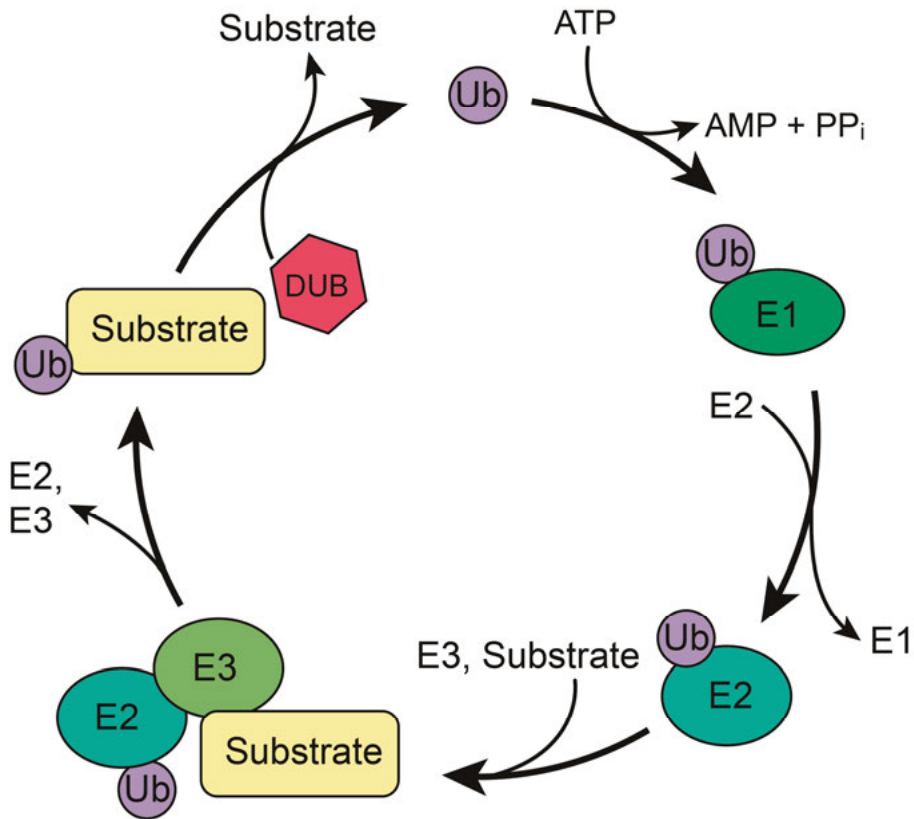 Substrate
ATP
Ub
AMP + PPi
Ub
E1
DUB
Substrate
Ub
E2
E2,
E3
E1
Ub
E2
E3, Substrate
E3
E2
Substrate
Ub